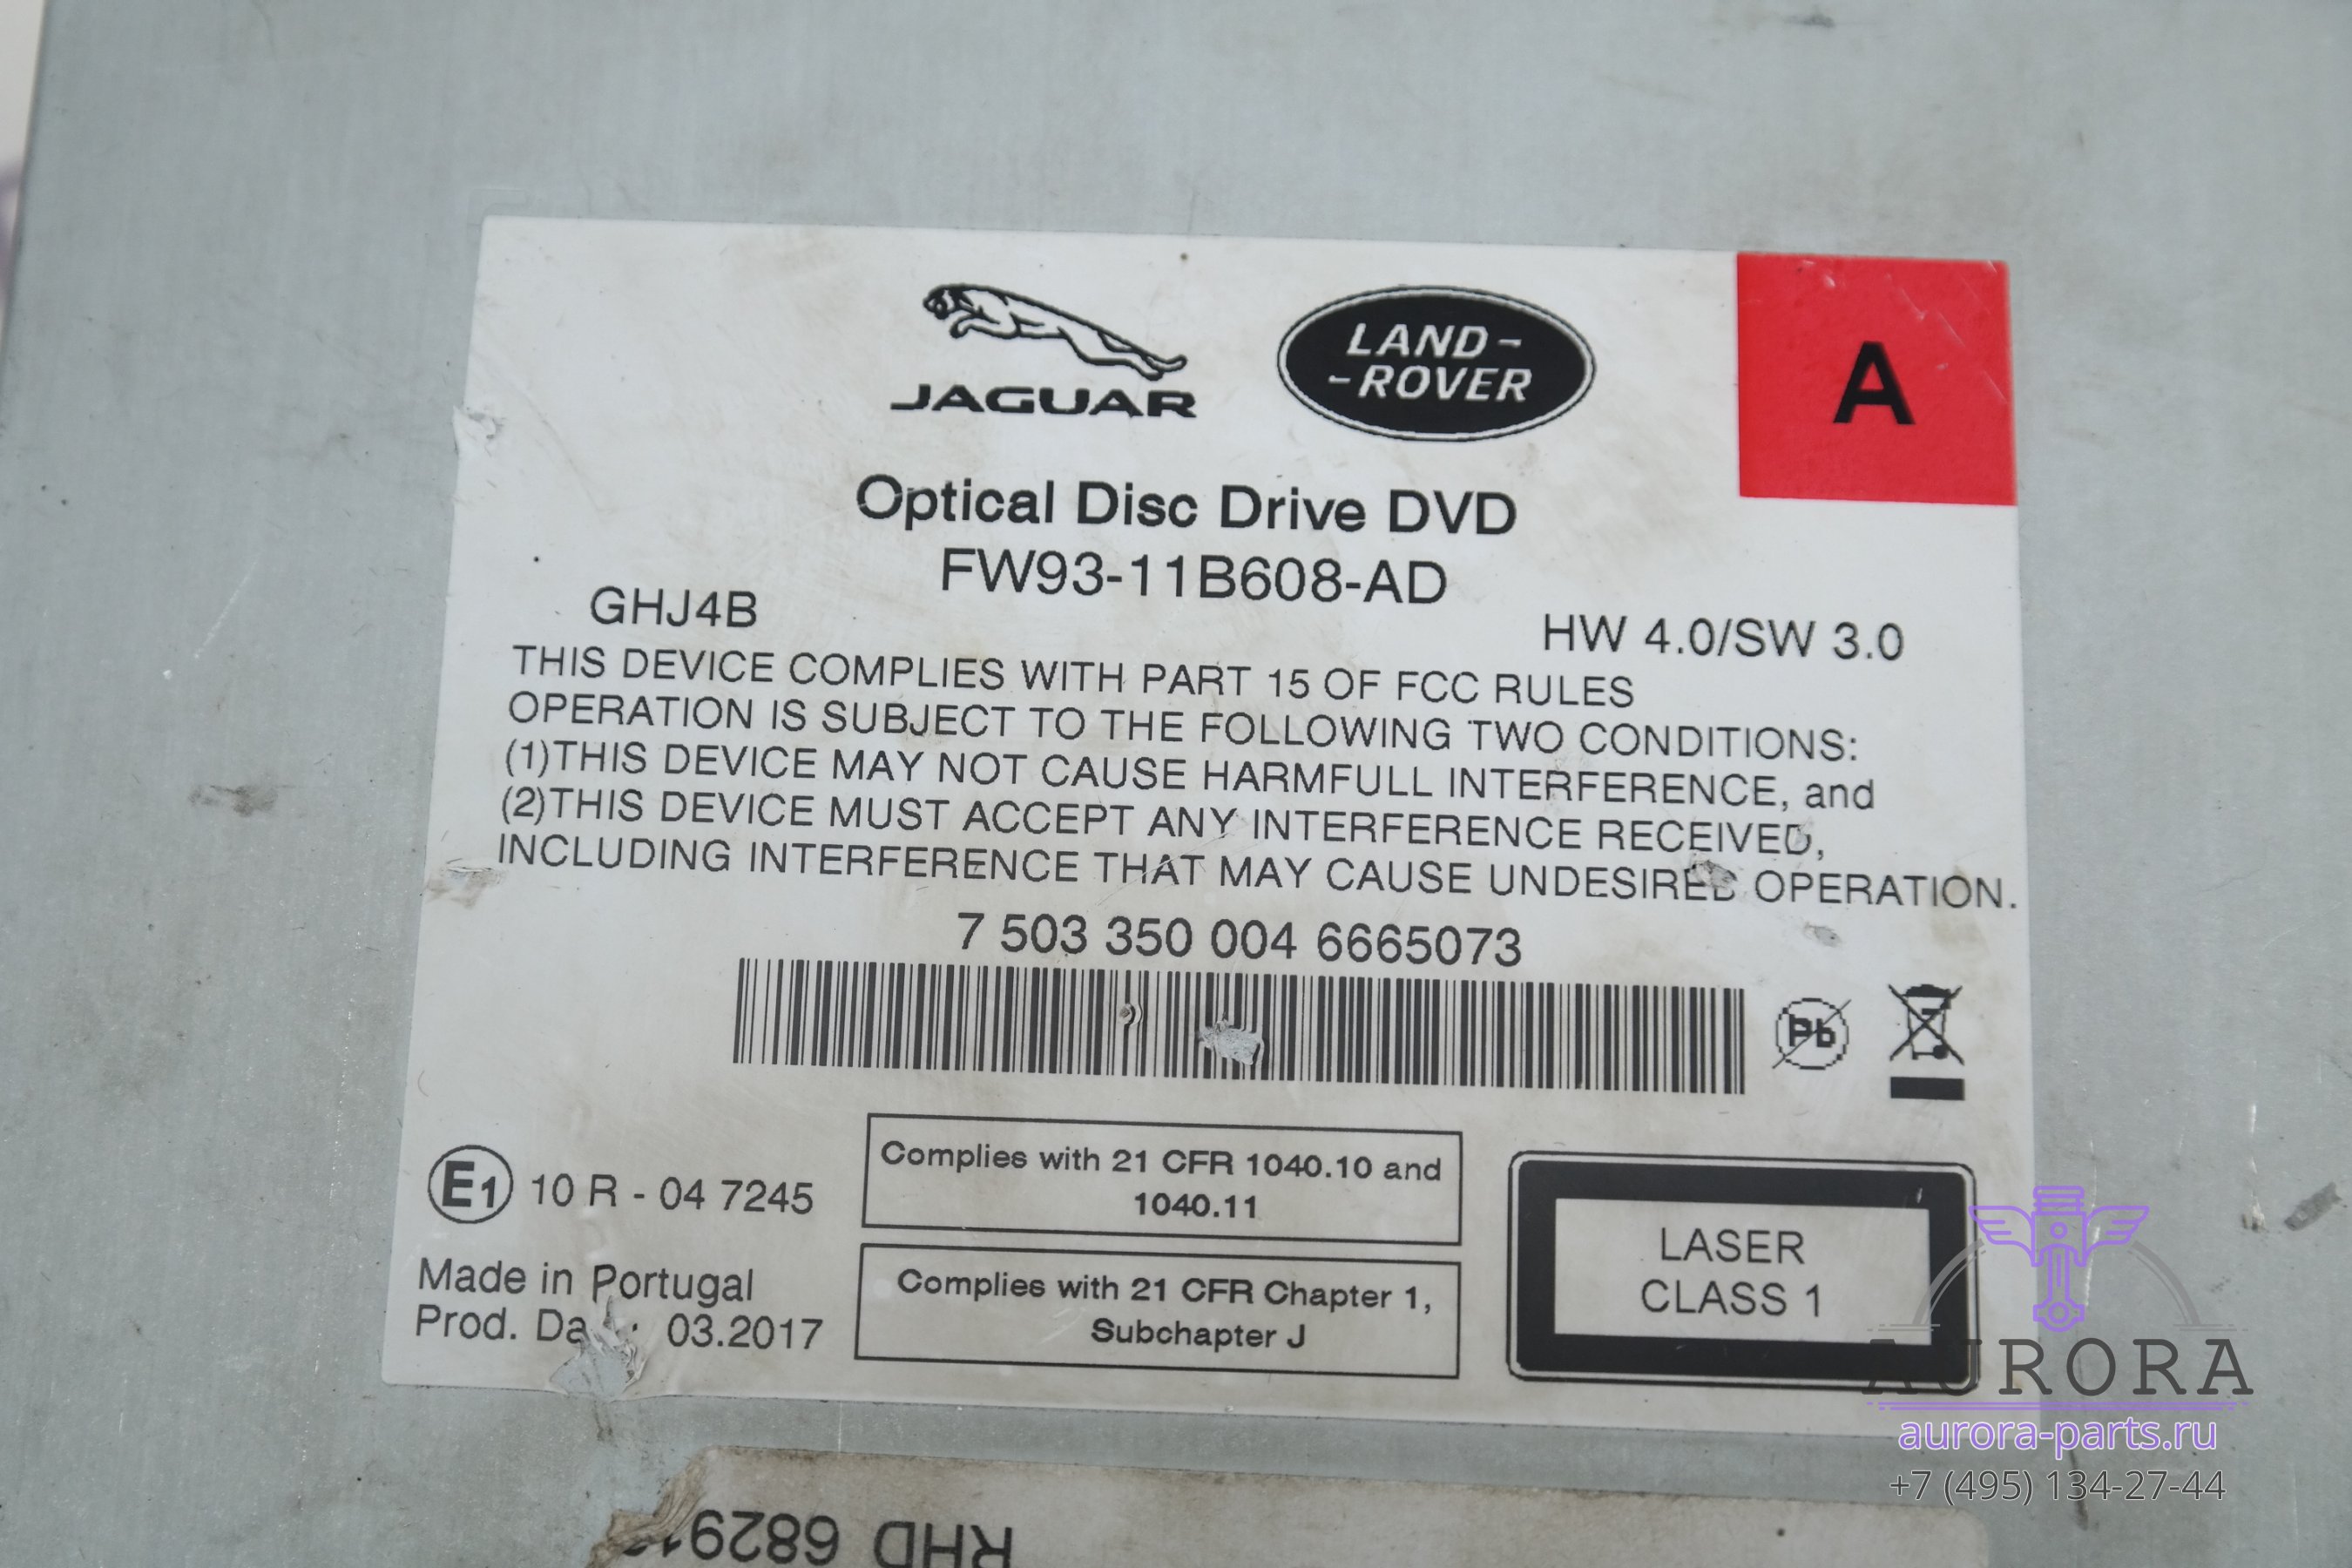 JAGUAR
LAND-
-ROVER
A
Optical Disc Drive DVD
FW93-11B608-AD
GHJ4B
HW 4.0/SW 3.0
THIS DEVICE COMPLIES WITH PART 15 OF FCC RULES
OPERATION IS SUBJECT TO THE FOLLOWING TWO CONDITIONS:
(1)THIS DEVICE MAY NOT CAUSE HARMFULL INTERFERENCE, and
(2)THIS DEVICE MUST ACCEPT ANY INTERFERENCE RECEIVED,
INCLUDING INTERFERENCE THAT MAY CAUSE UNDESIRED OPERATION.
7 503 350 004 6665073
Pb
E1 10 R - 04 7245
Complies with 21 CFR 1040.10 and
1040.11
Made in Portugal
Prod. 03.2017
Complies with 21 CFR Chapter 1,
Subchapter J
LASER
CLASS 1
AURORA
aurora-parts.ru
+7 (495) 134-27-44
RHD